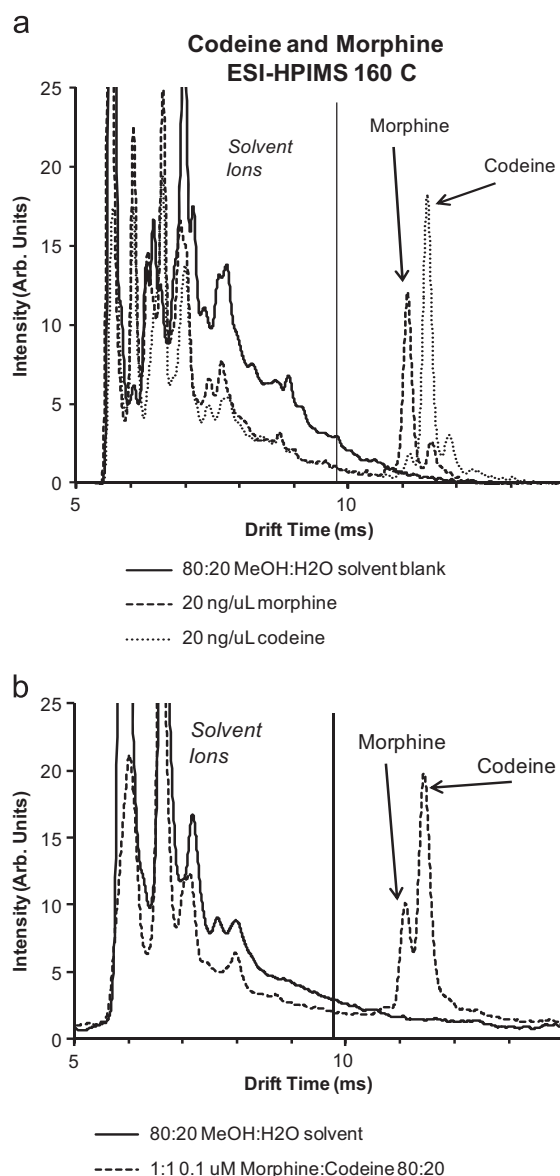 a
Codeine and Morphine
ESI-HPIMS 160 C
25
20
15
10
5
0
Intensity (Arb. Units)
Solvent
Ions
Morphine
Codeine
5
10
Drift Time (ms)
80:20 MeOH:H2O solvent blank
20 ng/uL morphine
20 ng/uL codeine
b
25
20
15
10
5
0
Intensity (Arb. Units)
Solvent
Ions
Morphine
Codeine
5
10
Drift Time (ms)
80:20 MeOH:H2O solvent
1:1 0.1 uM Morphine:Codeine 80:20